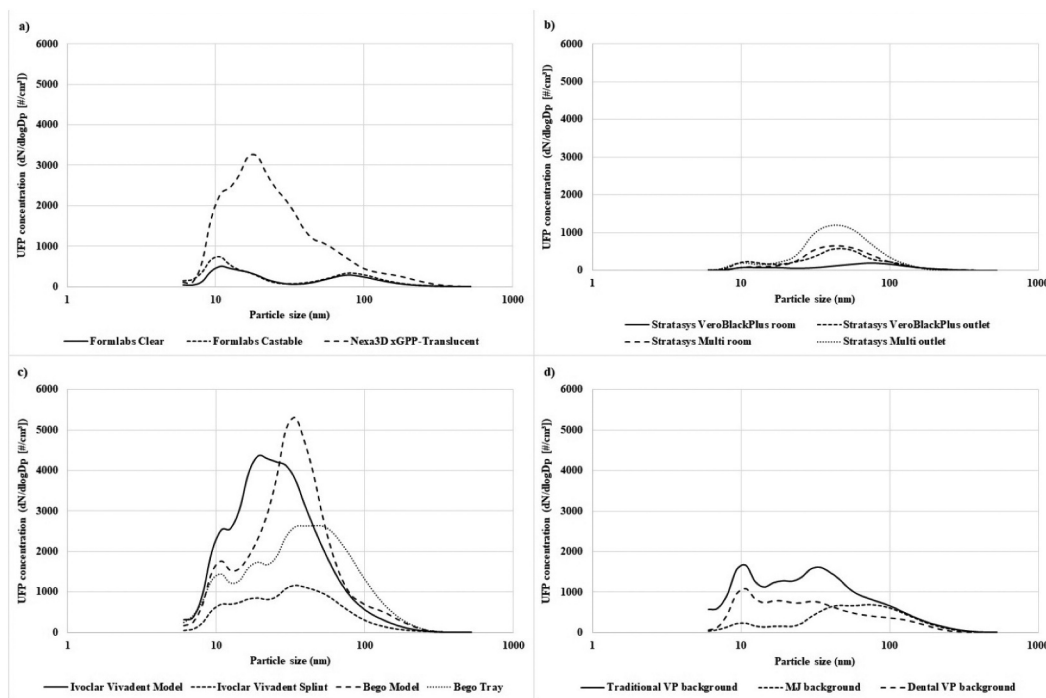 a)
UFP concentration (dN/dlogDp [#/cm³])
6000
5000
4000
3000
2000
1000
0
1 10 100 1000
Particle size (nm)
Formlabs Clear Formlabs Castable Nexa3D xGPP-Translucent
b)
UFP concentration (dN/dlogDp [#/cm³])
6000
5000
4000
3000
2000
1000
0
1 10 100 1000
Particle size (nm)
Stratasys VeroBlackPlus room Stratasys VeroBlackPlus outlet
Stratasys Multi room Stratasys Multi outlet
c)
UFP concentration (dN/dlogDp [#/cm³])
6000
5000
4000
3000
2000
1000
0
1 10 100 1000
Particle size (nm)
Ivoclar Vivadent Model Ivoclar Vivadent Splint Bego Model Bego Tray
d)
UFP concentration (dN/dlogDp [#/cm³])
6000
5000
4000
3000
2000
1000
0
1 10 100 1000
Particle size (nm)
Traditional VP background MJ background Dental VP background